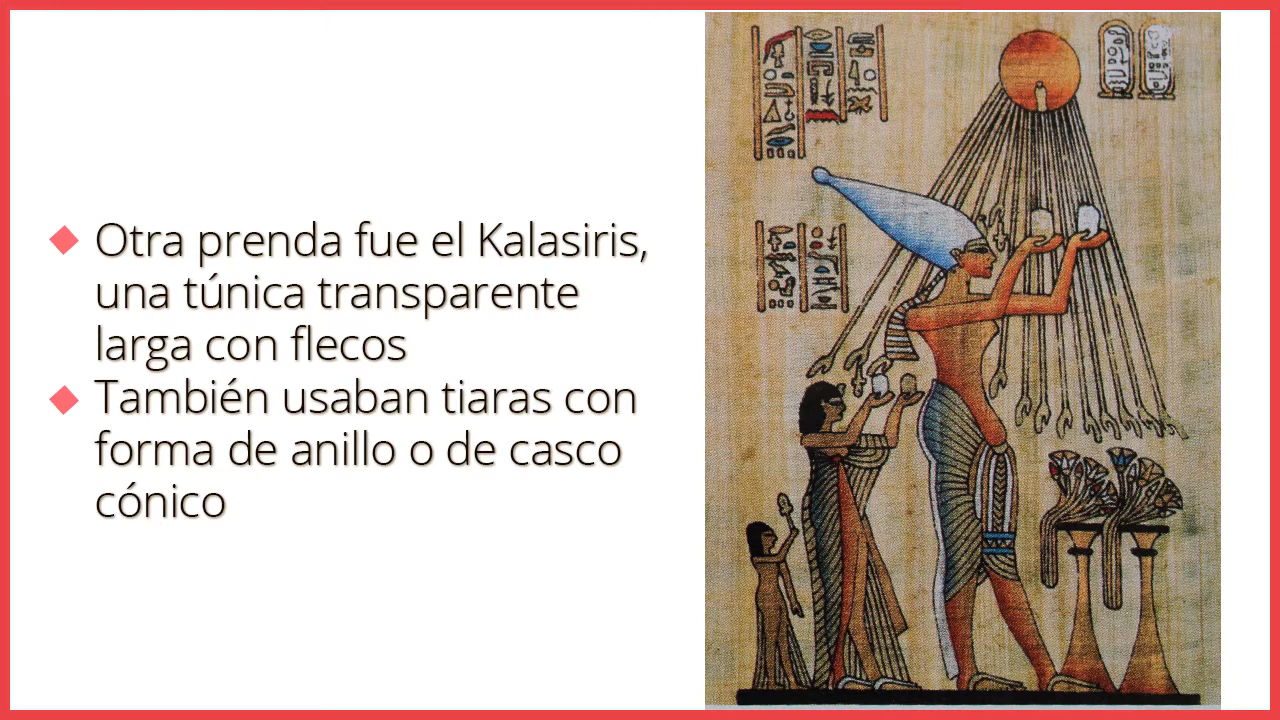 Otra prenda fue el Kalasiris,
una túnica transparente
larga con flecos
También usaban tiaras con
forma de anillo o de casco
cónico